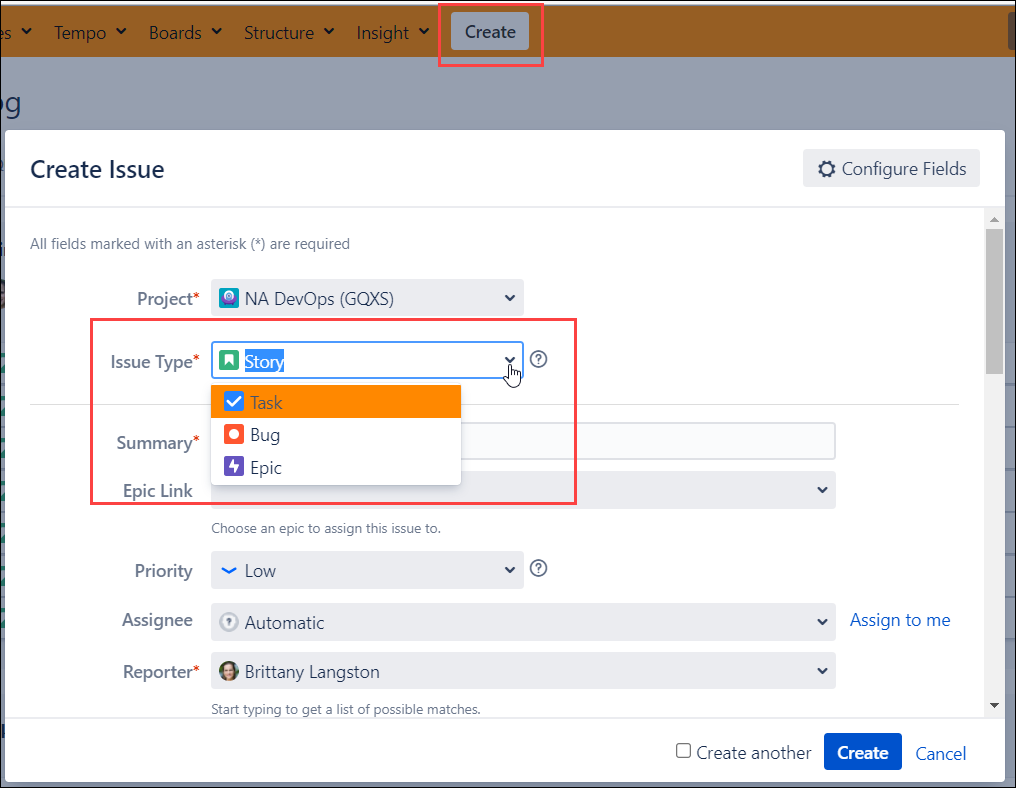 es Tempo Boards Structure Insight Create
og
Create Issue Configure Fields
All fields marked with an asterisk (*) are required
Project* NA DevOps (GQXS)
Issue Type* Story
Task
Summary* Bug
Epic
Epic Link
Choose an epic to assign this issue to.
Priority Low
Assignee Automatic Assign to me
Reporter* Brittany Langston
Start typing to get a list of possible matches.
Create another Create Cancel